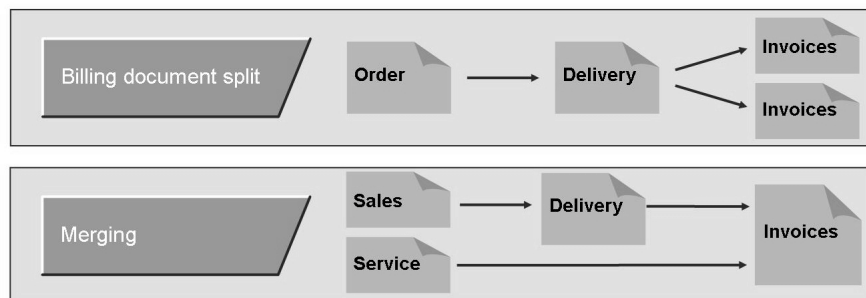 Billing document split
Order
Delivery
Invoices
Invoices
Merging
Sales
Delivery
Invoices
Service